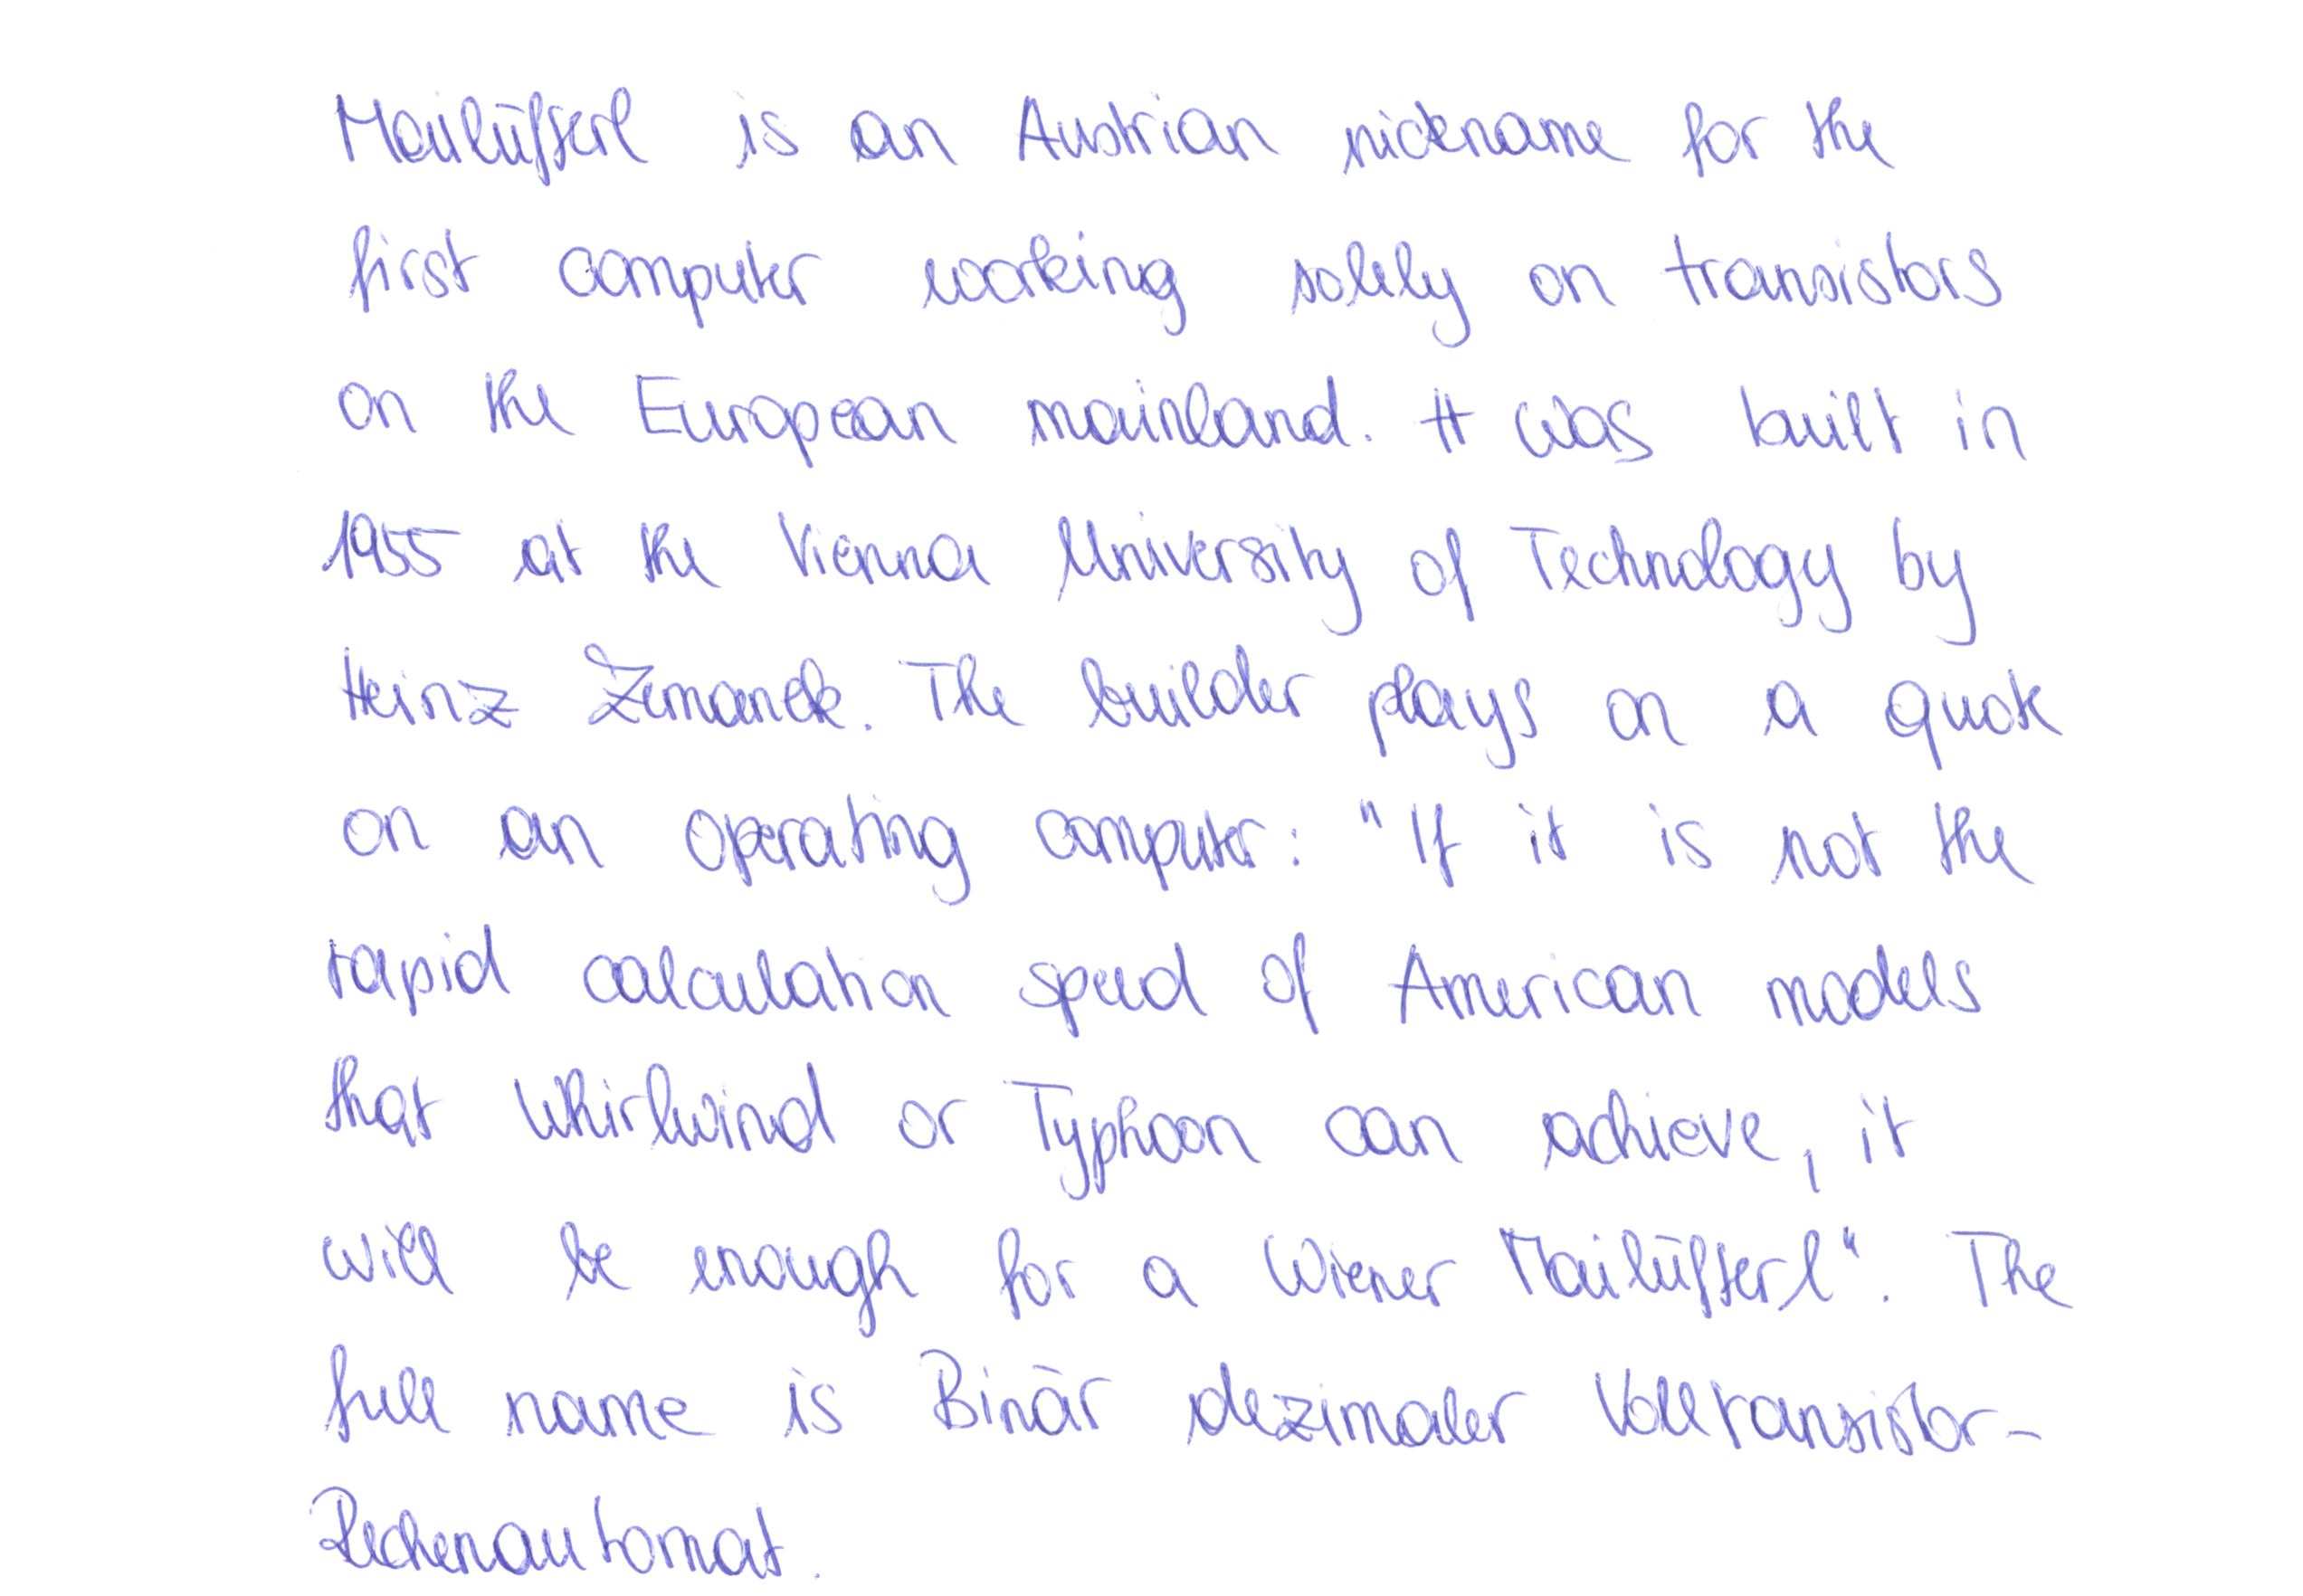 Mailüfterl is an Austrian nickname for the
first computer working solely on transistors
on the European mainland. It was built in
1955 at the Vienna University of Technology by
Heinz Zemanek. The builder plays on a quote
on an operating computer: "If it is not the
rapid calculation speed of American models
that Whirlwind or Typhoon can achieve, it
will be enough for a Wiener Mailüfterl". The
full name is Binär dezimaler Volltransistor-
Rechenautomat.